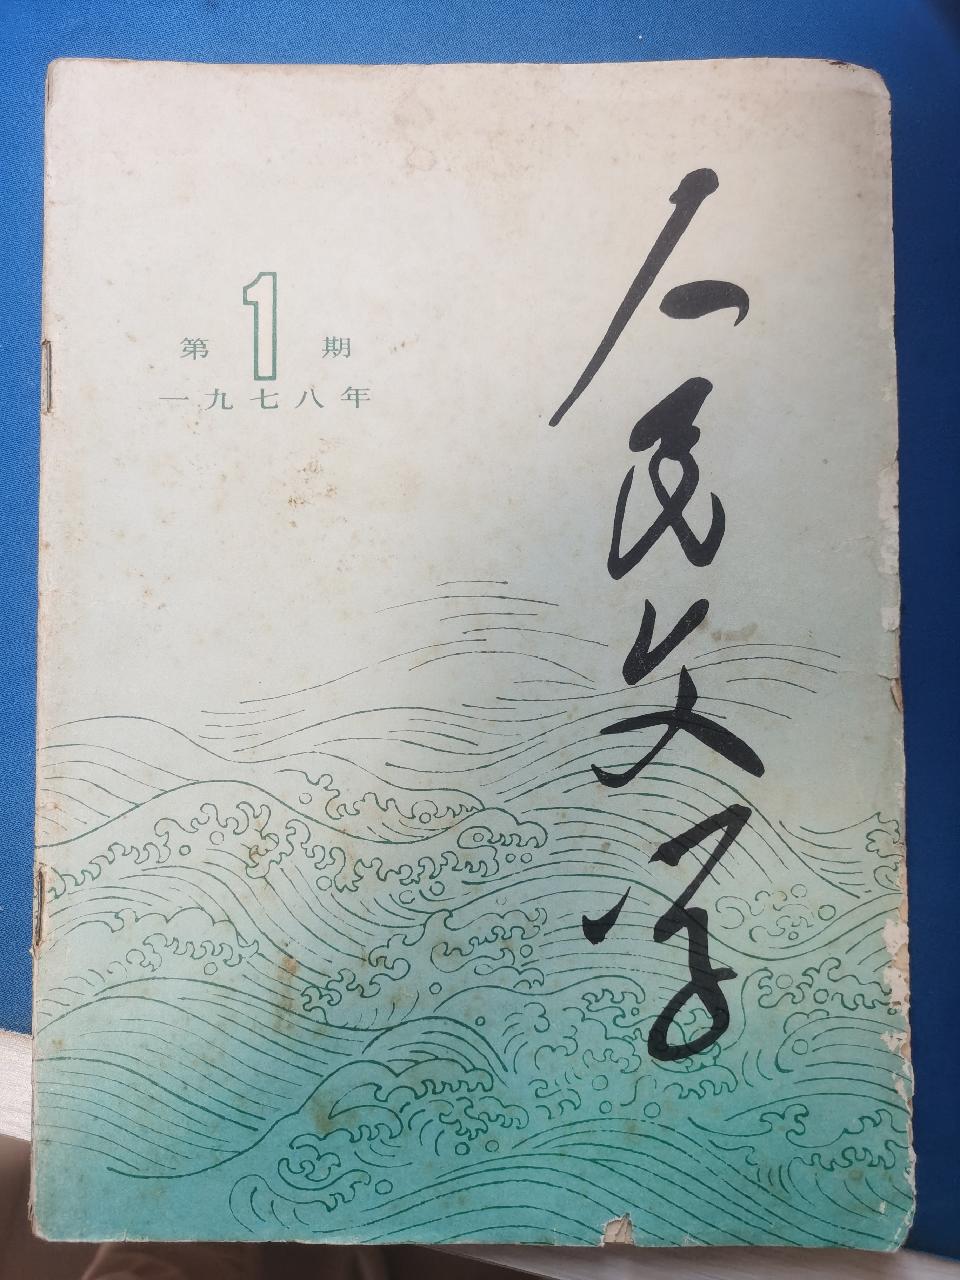 人民文学
第1期
一九七八年